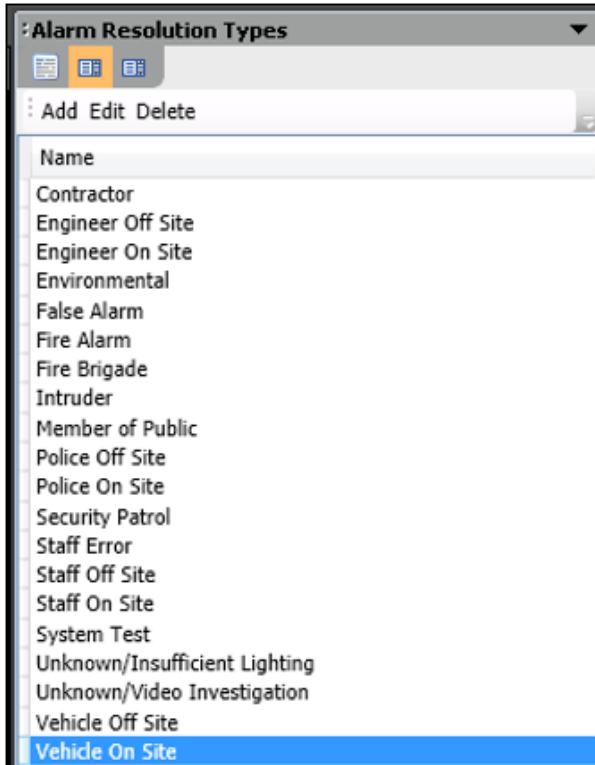 Alarm Resolution Types
Add Edit Delete
Name
Contractor
Engineer Off Site
Engineer On Site
Environmental
False Alarm
Fire Alarm
Fire Brigade
Intruder
Member of Public
Police Off Site
Police On Site
Security Patrol
Staff Error
Staff Off Site
Staff On Site
System Test
Unknown/Insufficient Lighting
Unknown/Video Investigation
Vehicle Off Site
Vehicle On Site